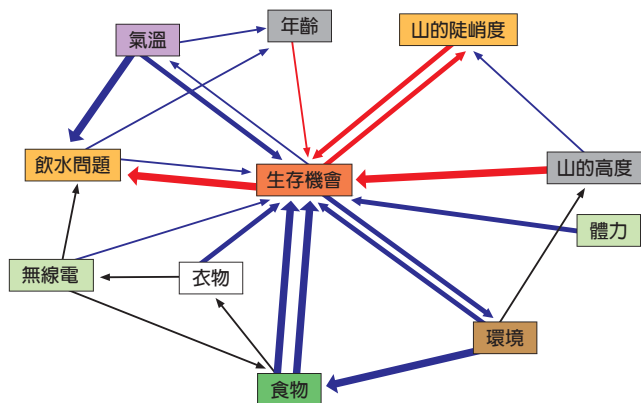 年齡
山的陡峭度
氣溫
飲水問題
生存機會
山的高度
體力
無線電
衣物
環境
食物